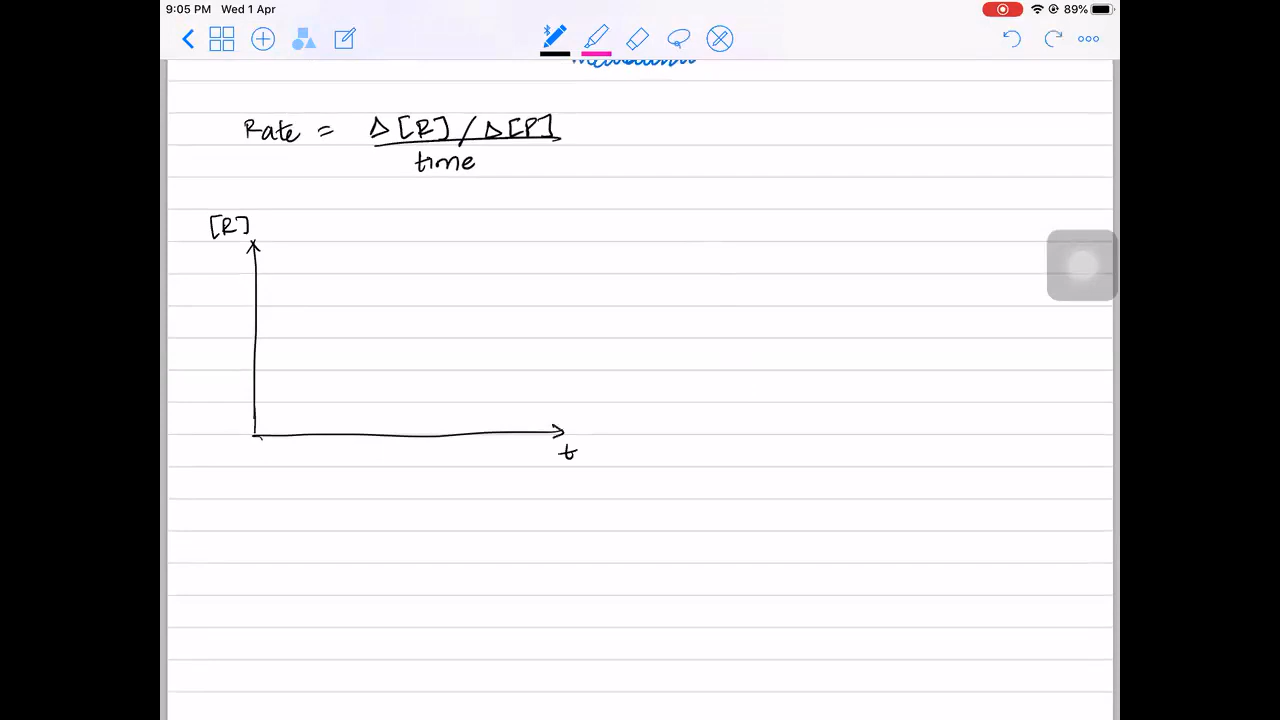 9:05 PM Wed 1 Apr 89%
Rate = Δ[R] / Δ[P]
time
[R]
t